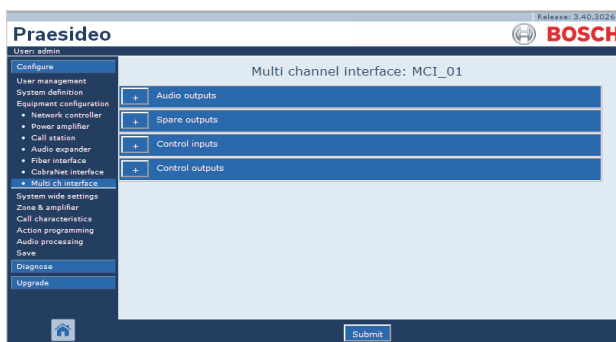 Release: 3.40.3026
Praesideo
BOSCH
User: admin
Configure
User management
System definition
Equipment configuration
• Network controller
• Power amplifier
• Call station
• Audio expander
• Fiber interface
• CobraNet interface
• Multi ch interface
System wide settings
Zone & amplifier
Call characteristics
Action programming
Audio processing
Save
Diagnose
Upgrade
Multi channel interface: MCI_01
+ Audio outputs
+ Spare outputs
+ Control inputs
+ Control outputs
Submit